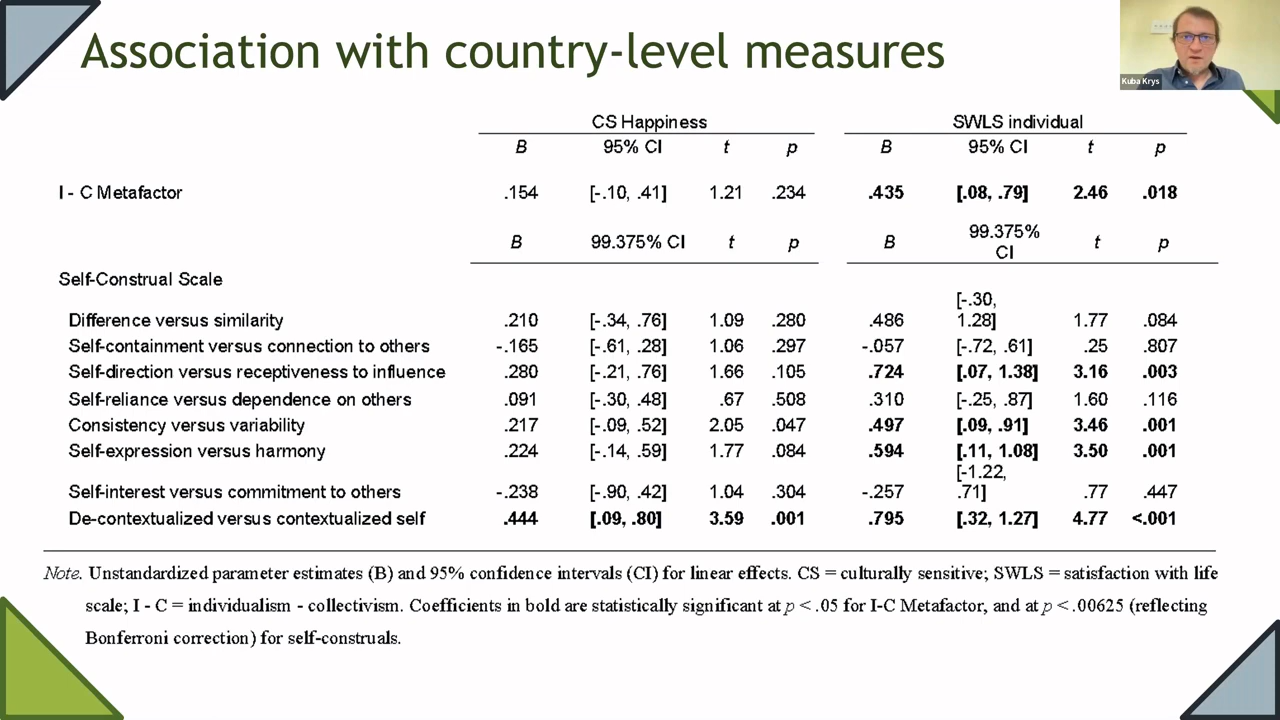 Association with country-level measures
Kuba Krys
CS Happiness SWLS individual
B 95% CI t p B 95% CI t p
I - C Metafactor .154 [-.10, .41] 1.21 .234 .435 [.08, .79] 2.46 .018
B 99.375% CI t p B 99.375% CI t p
Self-Construal Scale
Difference versus similarity .210 [-.34, .76] 1.09 .280 .486 [-.30, 1.28] 1.77 .084
Self-containment versus connection to others -.165 [-.61, .28] 1.06 .297 -.057 [-.72, .61] .25 .807
Self-direction versus receptiveness to influence .280 [-.21, .76] 1.66 .105 .724 [.07, 1.38] 3.16 .003
Self-reliance versus dependence on others .091 [-.30, .48] .67 .508 .310 [-.25, .87] 1.60 .116
Consistency versus variability .217 [-.09, .52] 2.05 .047 .497 [.09, .91] 3.46 .001
Self-expression versus harmony .224 [-.14, .59] 1.77 .084 .594 [.11, 1.08] 3.50 .001
Self-interest versus commitment to others -.238 [-.90, .42] 1.04 .304 -.257 [-1.22, .71] .77 .447
De-contextualized versus contextualized self .444 [.09, .80] 3.59 .001 .795 [.32, 1.27] 4.77 <.001
Note. Unstandardized parameter estimates (B) and 95% confidence intervals (CI) for linear effects. CS = culturally sensitive; SWLS = satisfaction with life
scale; I - C = individualism - collectivism. Coefficients in bold are statistically significant at p < .05 for I-C Metafactor, and at p < .00625 (reflecting
Bonferroni correction) for self-construals.